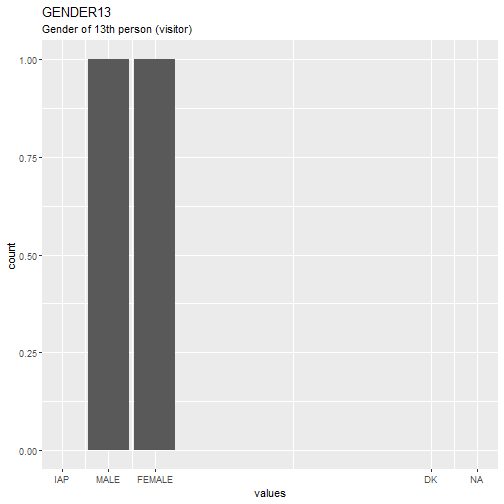 GENDER13
Gender of 13th person (visitor)
1.00
0.75
0.50
0.25
0.00
count
IAP MALE FEMALE DK NA
values